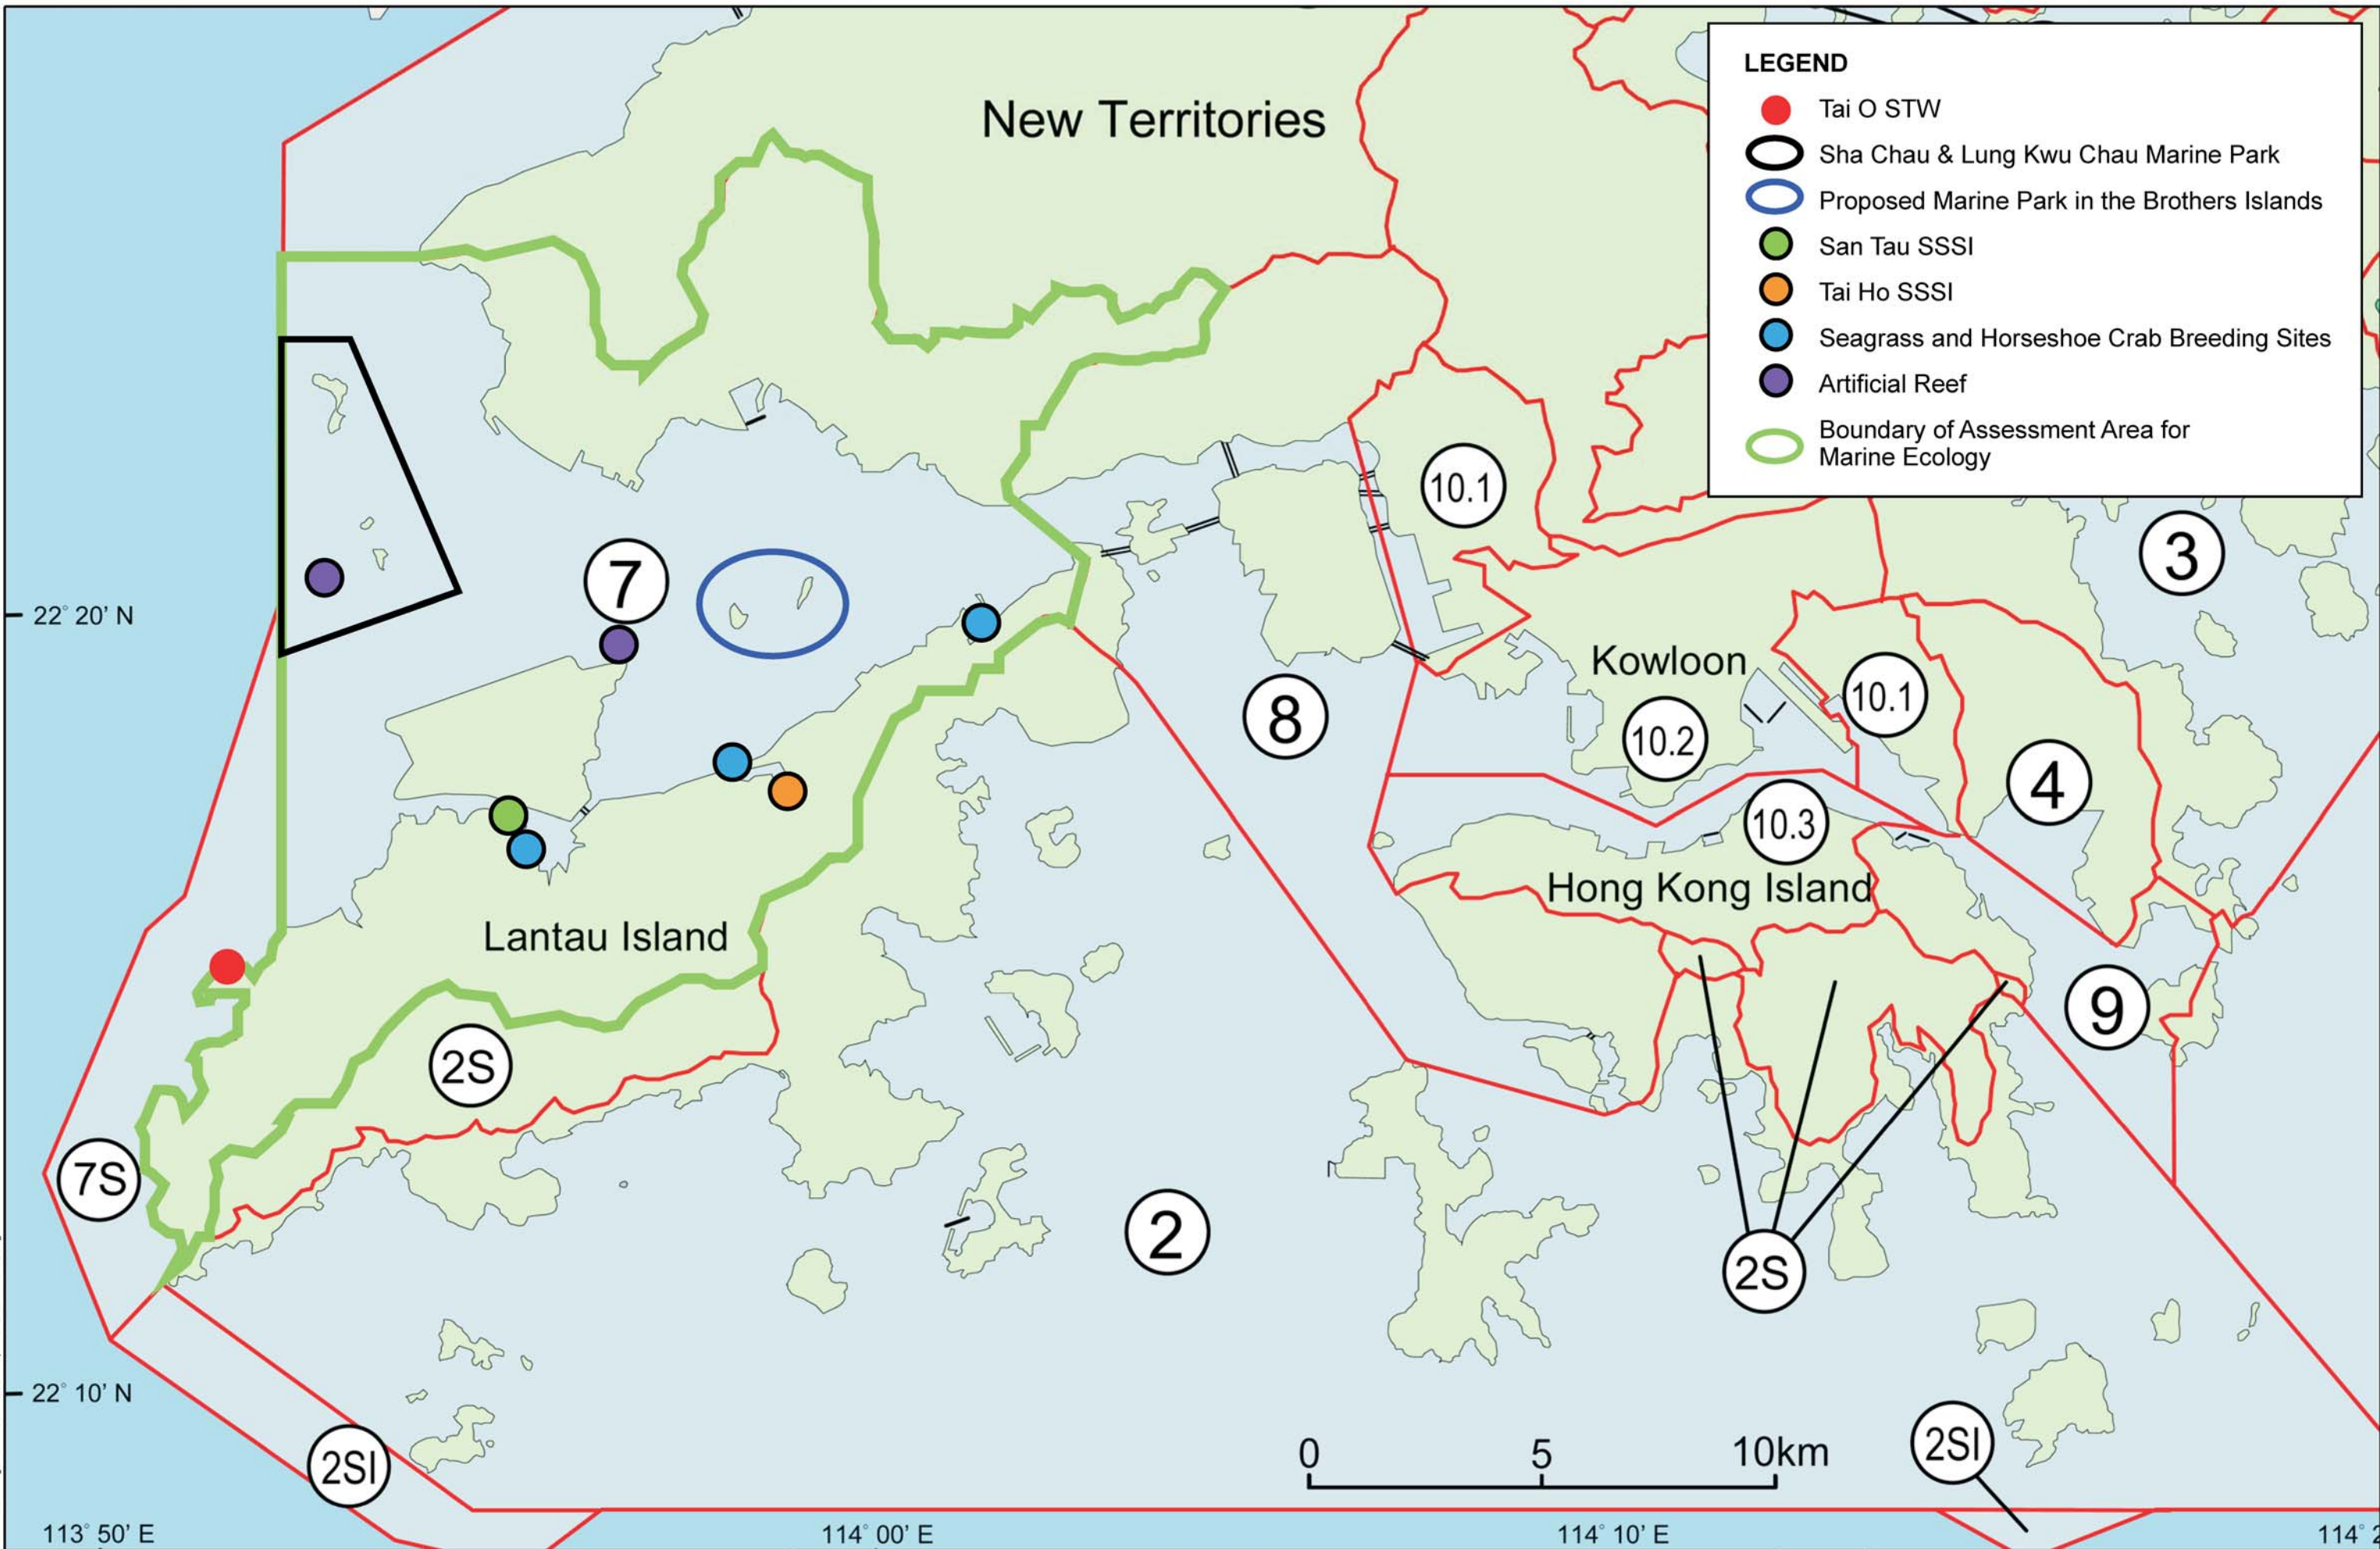 New Territories
LEGEND
Tai O STW
Sha Chau & Lung Kwu Chau Marine Park
Proposed Marine Park in the Brothers Islands
San Tau SSSI
Tai Ho SSSI
Seagrass and Horseshoe Crab Breeding Sites
Artificial Reef
Boundary of Assessment Area for
Marine Ecology
10.1
3
7
22° 20' N
Kowloon
10.1
8
10.2
4
10.3
Hong Kong Island
Lantau Island
9
2S
7S
2
2S
22° 10' N
2SI
0 5 10km
2SI
113° 50' E
114° 00' E
114° 10' E
114°